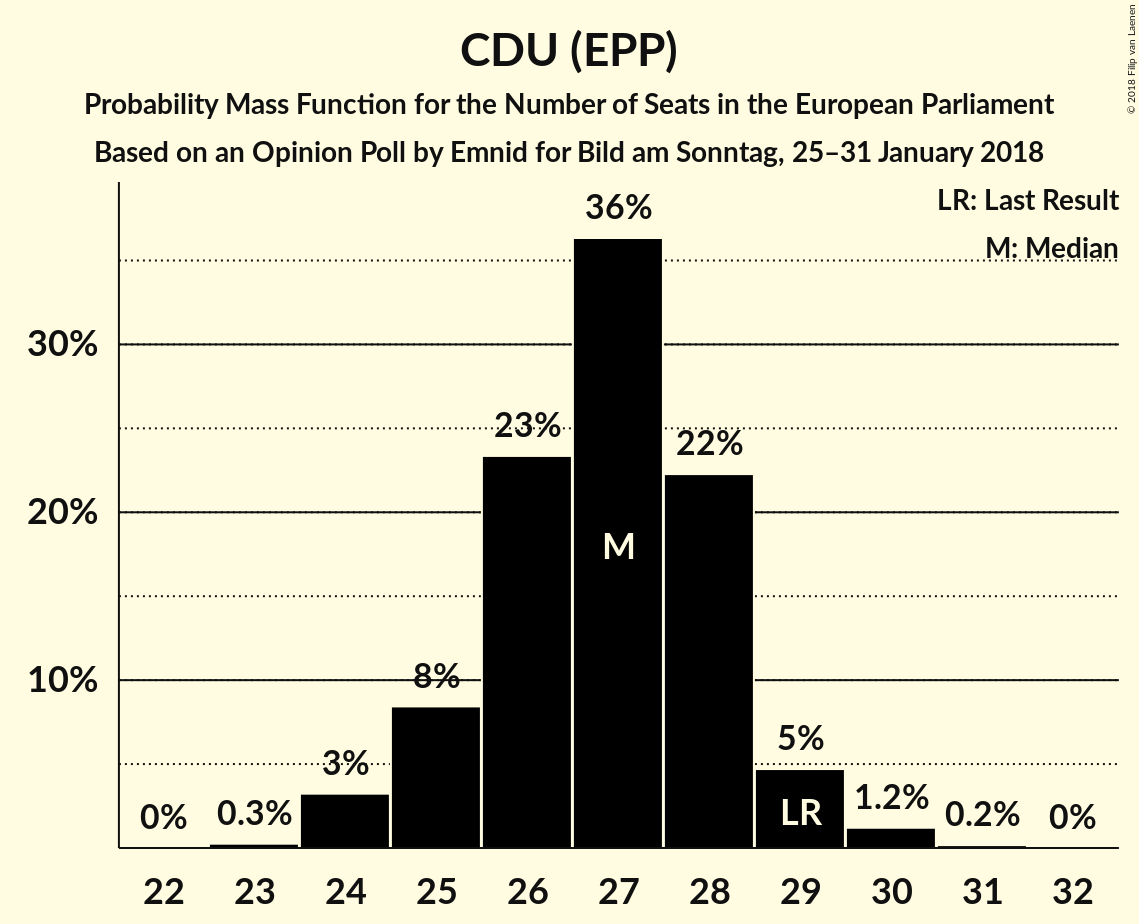 CDU (EPP)
Probability Mass Function for the Number of Seats in the European Parliament
Based on an Opinion Poll by Emnid for Bild am Sonntag, 25–31 January 2018
© 2018 Filip van Laenen
LR: Last Result
M: Median
30%
20%
10%
0%
0.3%
3%
8%
23%
36%
22%
5%
1.2%
0.2%
0%
M
LR
22 23 24 25 26 27 28 29 30 31 32